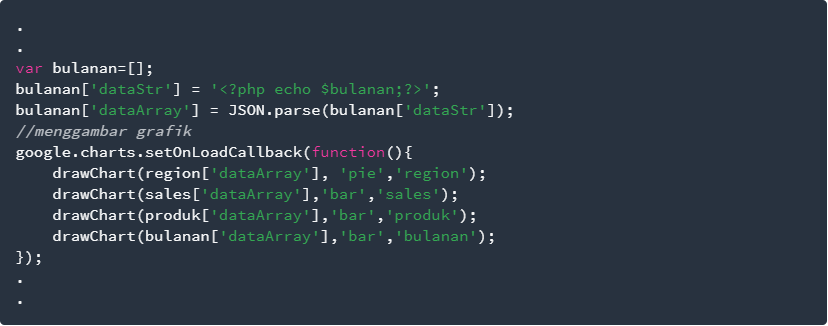 .
.
var bulanan=[];
bulanan['dataStr'] = '<?php echo $bulanan;?>';
bulanan['dataArray'] = JSON.parse(bulanan['dataStr']);
//menggambar grafik
google.charts.setOnLoadCallback(function(){
    drawChart(region['dataArray'], 'pie','region');
    drawChart(sales['dataArray'],'bar','sales');
    drawChart(produk['dataArray'],'bar','produk');
    drawChart(bulanan['dataArray'],'bar','bulanan');
});
.
.